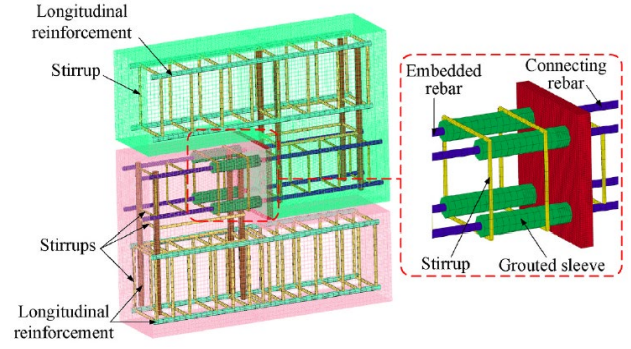 Longitudinal
reinforcement
Stirrup
Embedded
rebar
Connecting
rebar
Stirrups
Stirrup
Grouted sleeve
Longitudinal
reinforcement